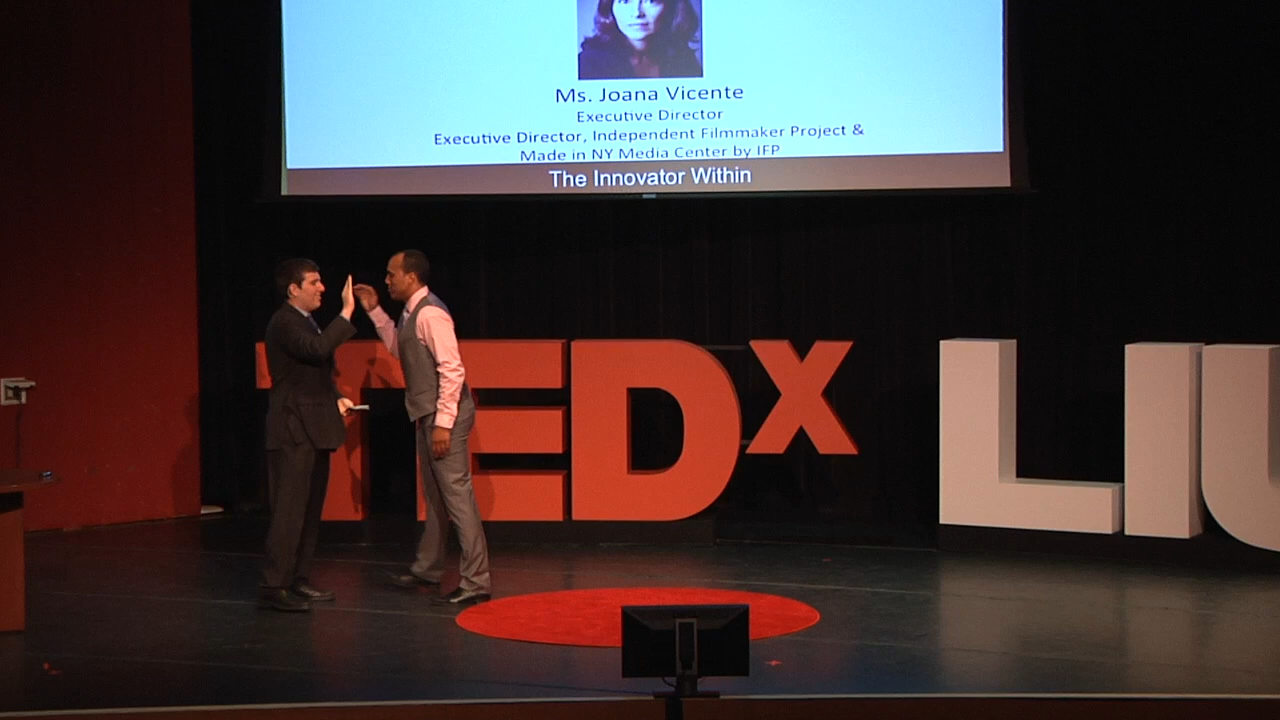 Ms. Joana Vicente
Executive Director
Executive Director, Independent Filmmaker Project &
Made in NY Media Center by IFP
The Innovator Within
TEDx LIU